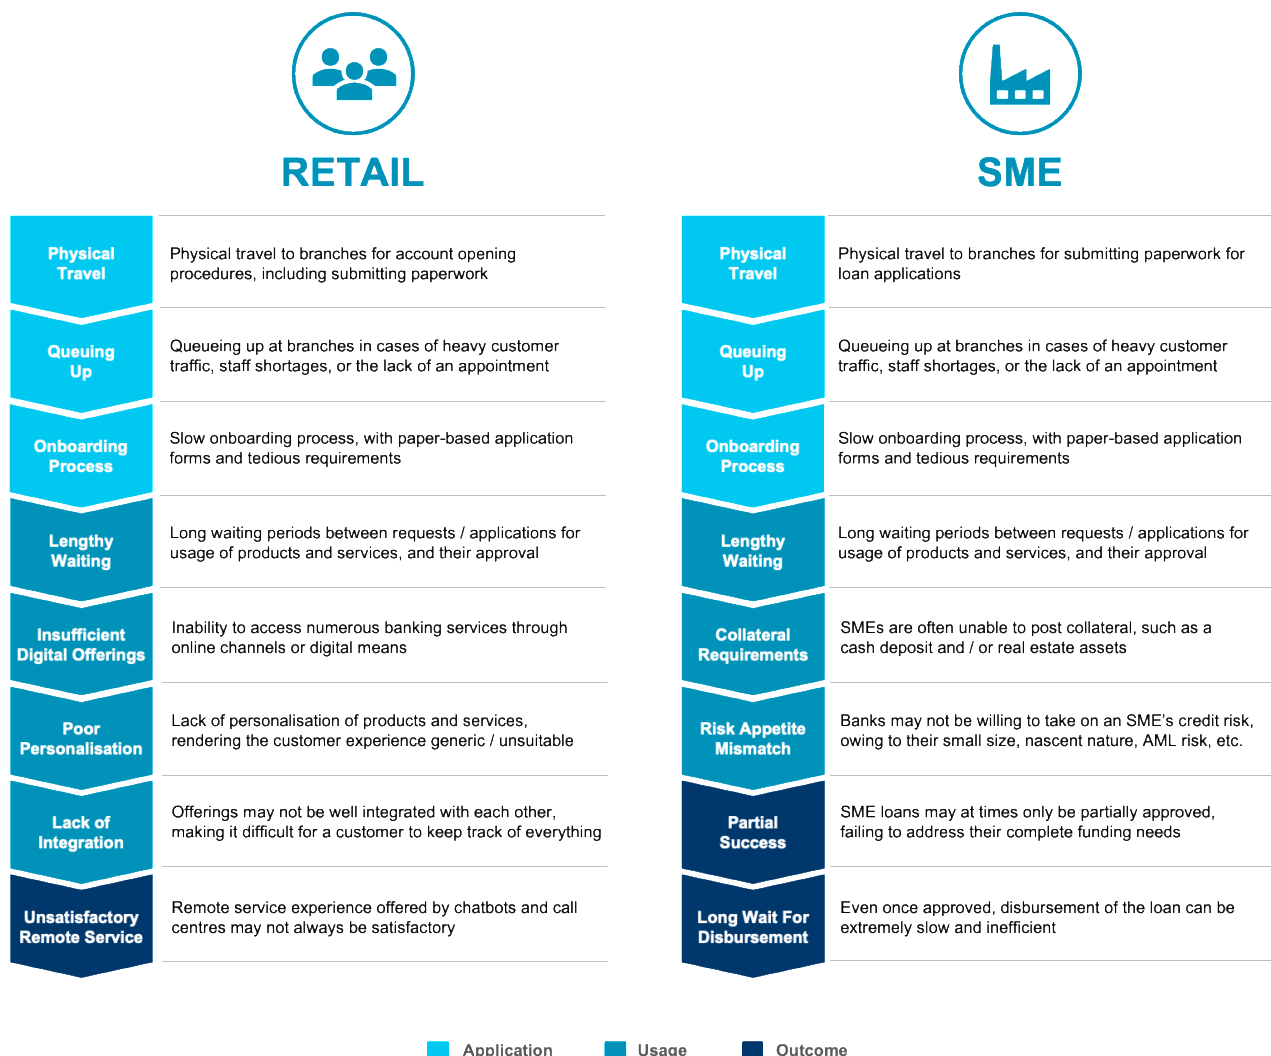 RETAIL
Physical
Travel
Physical travel to branches for account opening
procedures, including submitting paperwork
Queuing
Up
Queueing up at branches in cases of heavy customer
traffic, staff shortages, or the lack of an appointment
Onboarding
Process
Slow onboarding process, with paper-based application
forms and tedious requirements
Lengthy
Waiting
Long waiting periods between requests / applications for
usage of products and services, and their approval
Insufficient
Digital Offerings
Inability to access numerous banking services through
online channels or digital means
Poor
Personalisation
Lack of personalisation of products and services,
rendering the customer experience generic / unsuitable
Lack of
Integration
Offerings may not be well integrated with each other,
making it difficult for a customer to keep track of everything
Unsatisfactory
Remote Service
Remote service experience offered by chatbots and call
centres may not always be satisfactory
SME
Physical
Travel
Physical travel to branches for submitting paperwork for
loan applications
Queuing
Up
Queueing up at branches in cases of heavy customer
traffic, staff shortages, or the lack of an appointment
Onboarding
Process
Slow onboarding process, with paper-based application
forms and tedious requirements
Lengthy
Waiting
Long waiting periods between requests / applications for
usage of products and services, and their approval
Collateral
Requirements
SMEs are often unable to post collateral, such as a
cash deposit and / or real estate assets
Risk Appetite
Mismatch
Banks may not be willing to take on an SME's credit risk,
owing to their small size, nascent nature, AML risk, etc.
Partial
Success
SME loans may at times only be partially approved,
failing to address their complete funding needs
Long Wait For
Disbursement
Even once approved, disbursement of the loan can be
extremely slow and inefficient
Application
Usage
Outcome